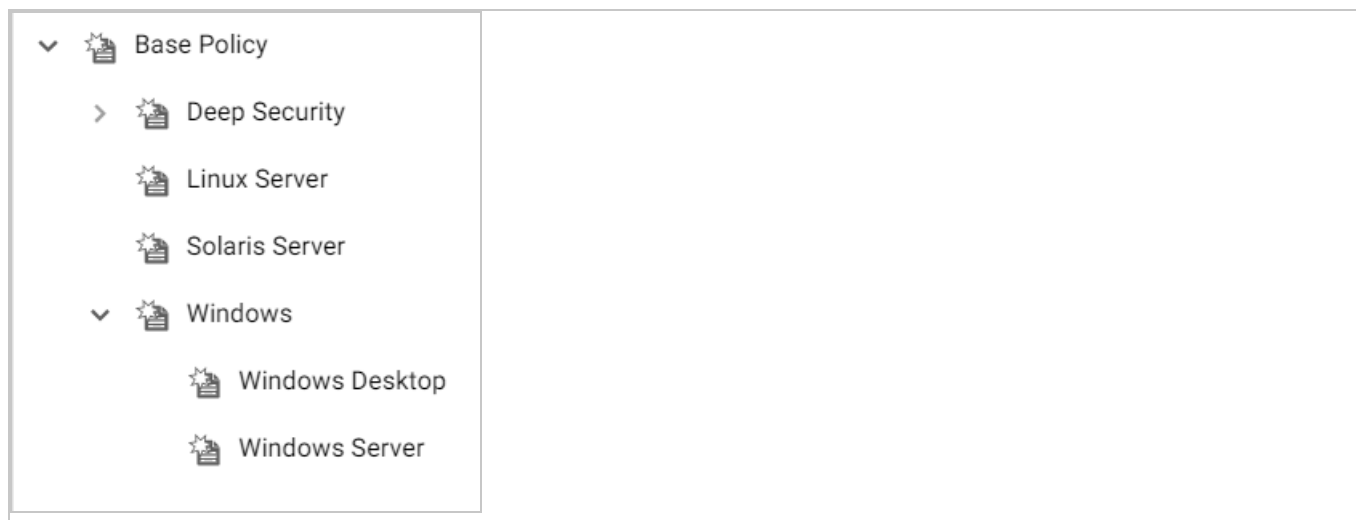 Base Policy
Deep Security
Linux Server
Solaris Server
Windows
Windows Desktop
Windows Server